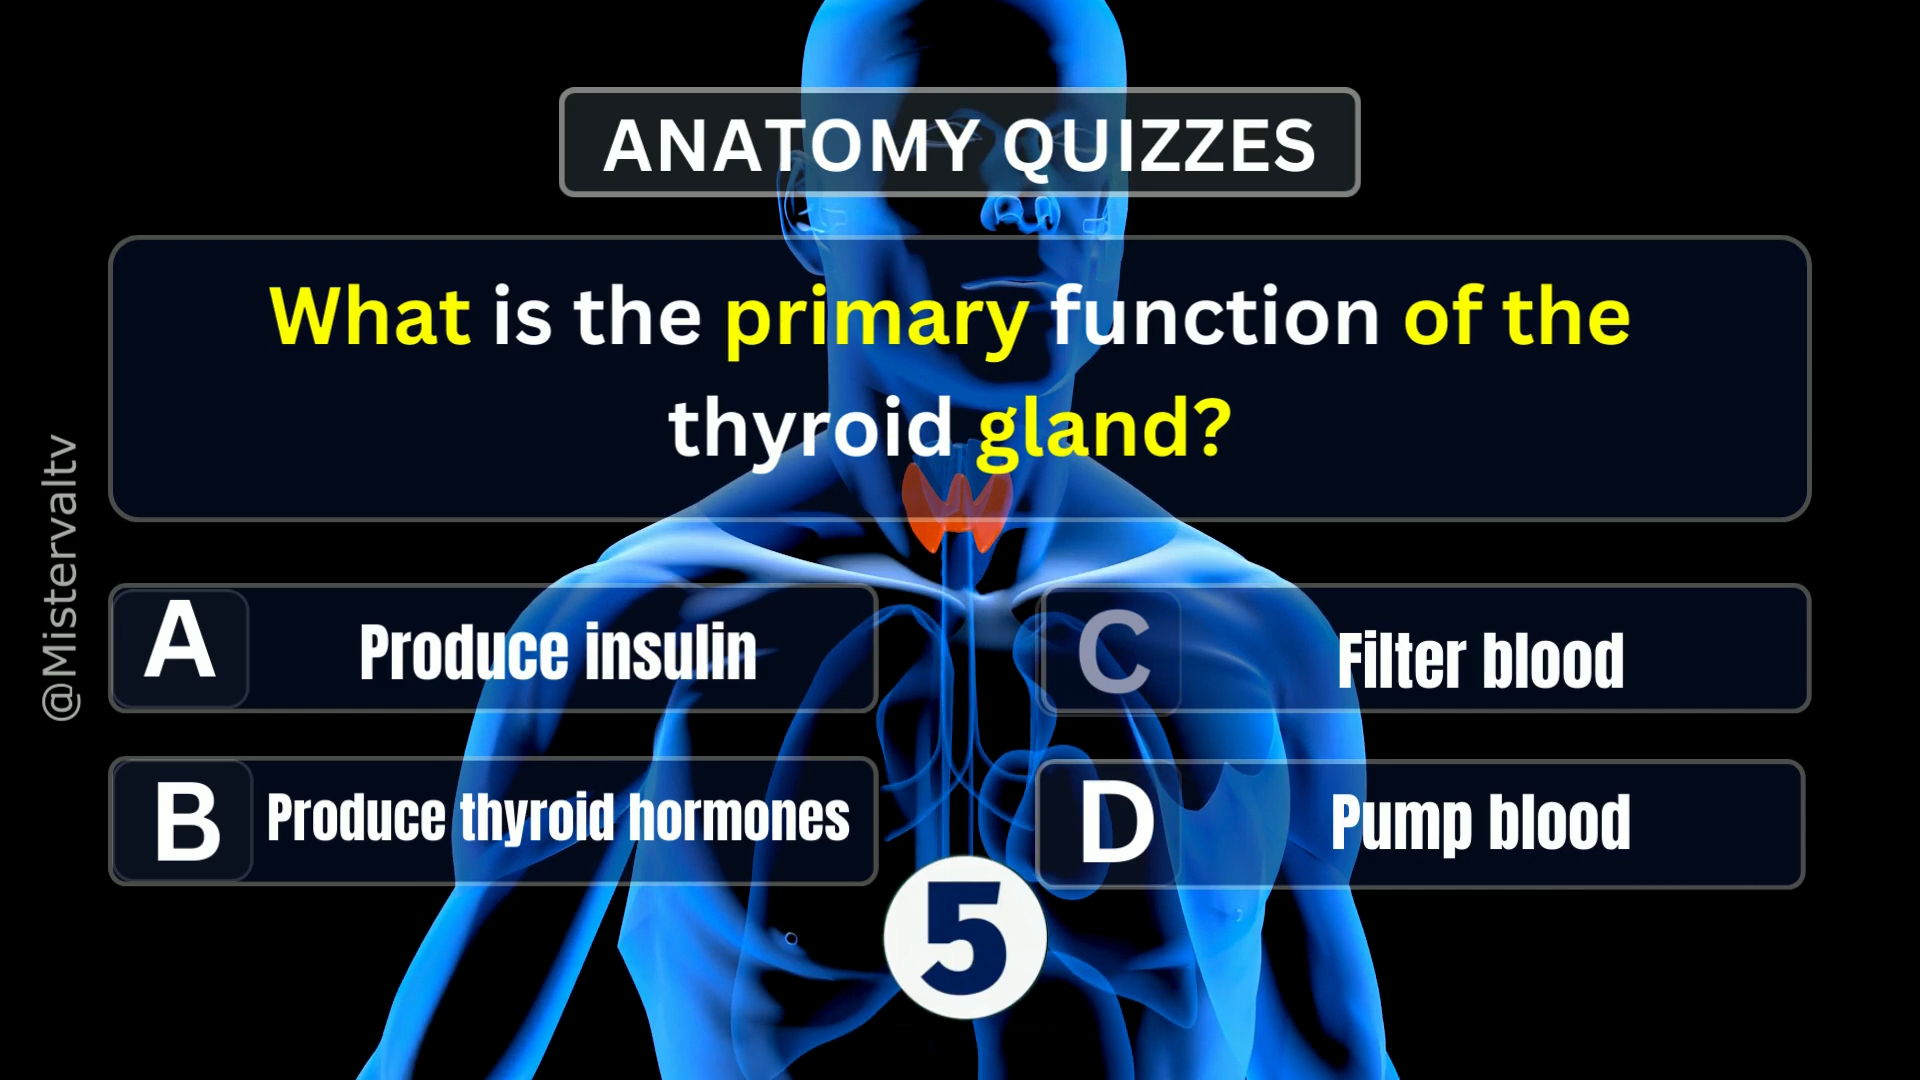 ANATOMY QUIZZES
What is the primary function of the
thyroid gland?
@Mistervaltv
A
Produce insulin
C
Filter blood
B
Produce thyroid hormones
D
Pump blood
5